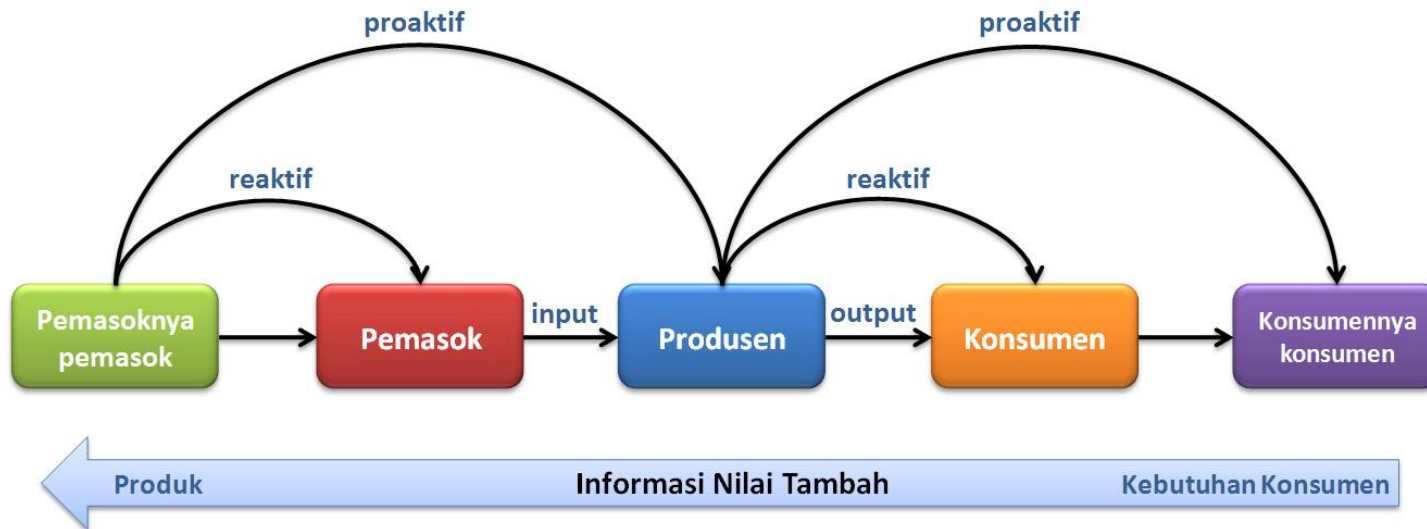 proaktif
proaktif
reaktif
reaktif
Pemasoknya
pemasok
Pemasok
input
Produsen
output
Konsumen
Konsumennya
konsumen
Produk
Informasi Nilai Tambah
Kebutuhan Konsumen